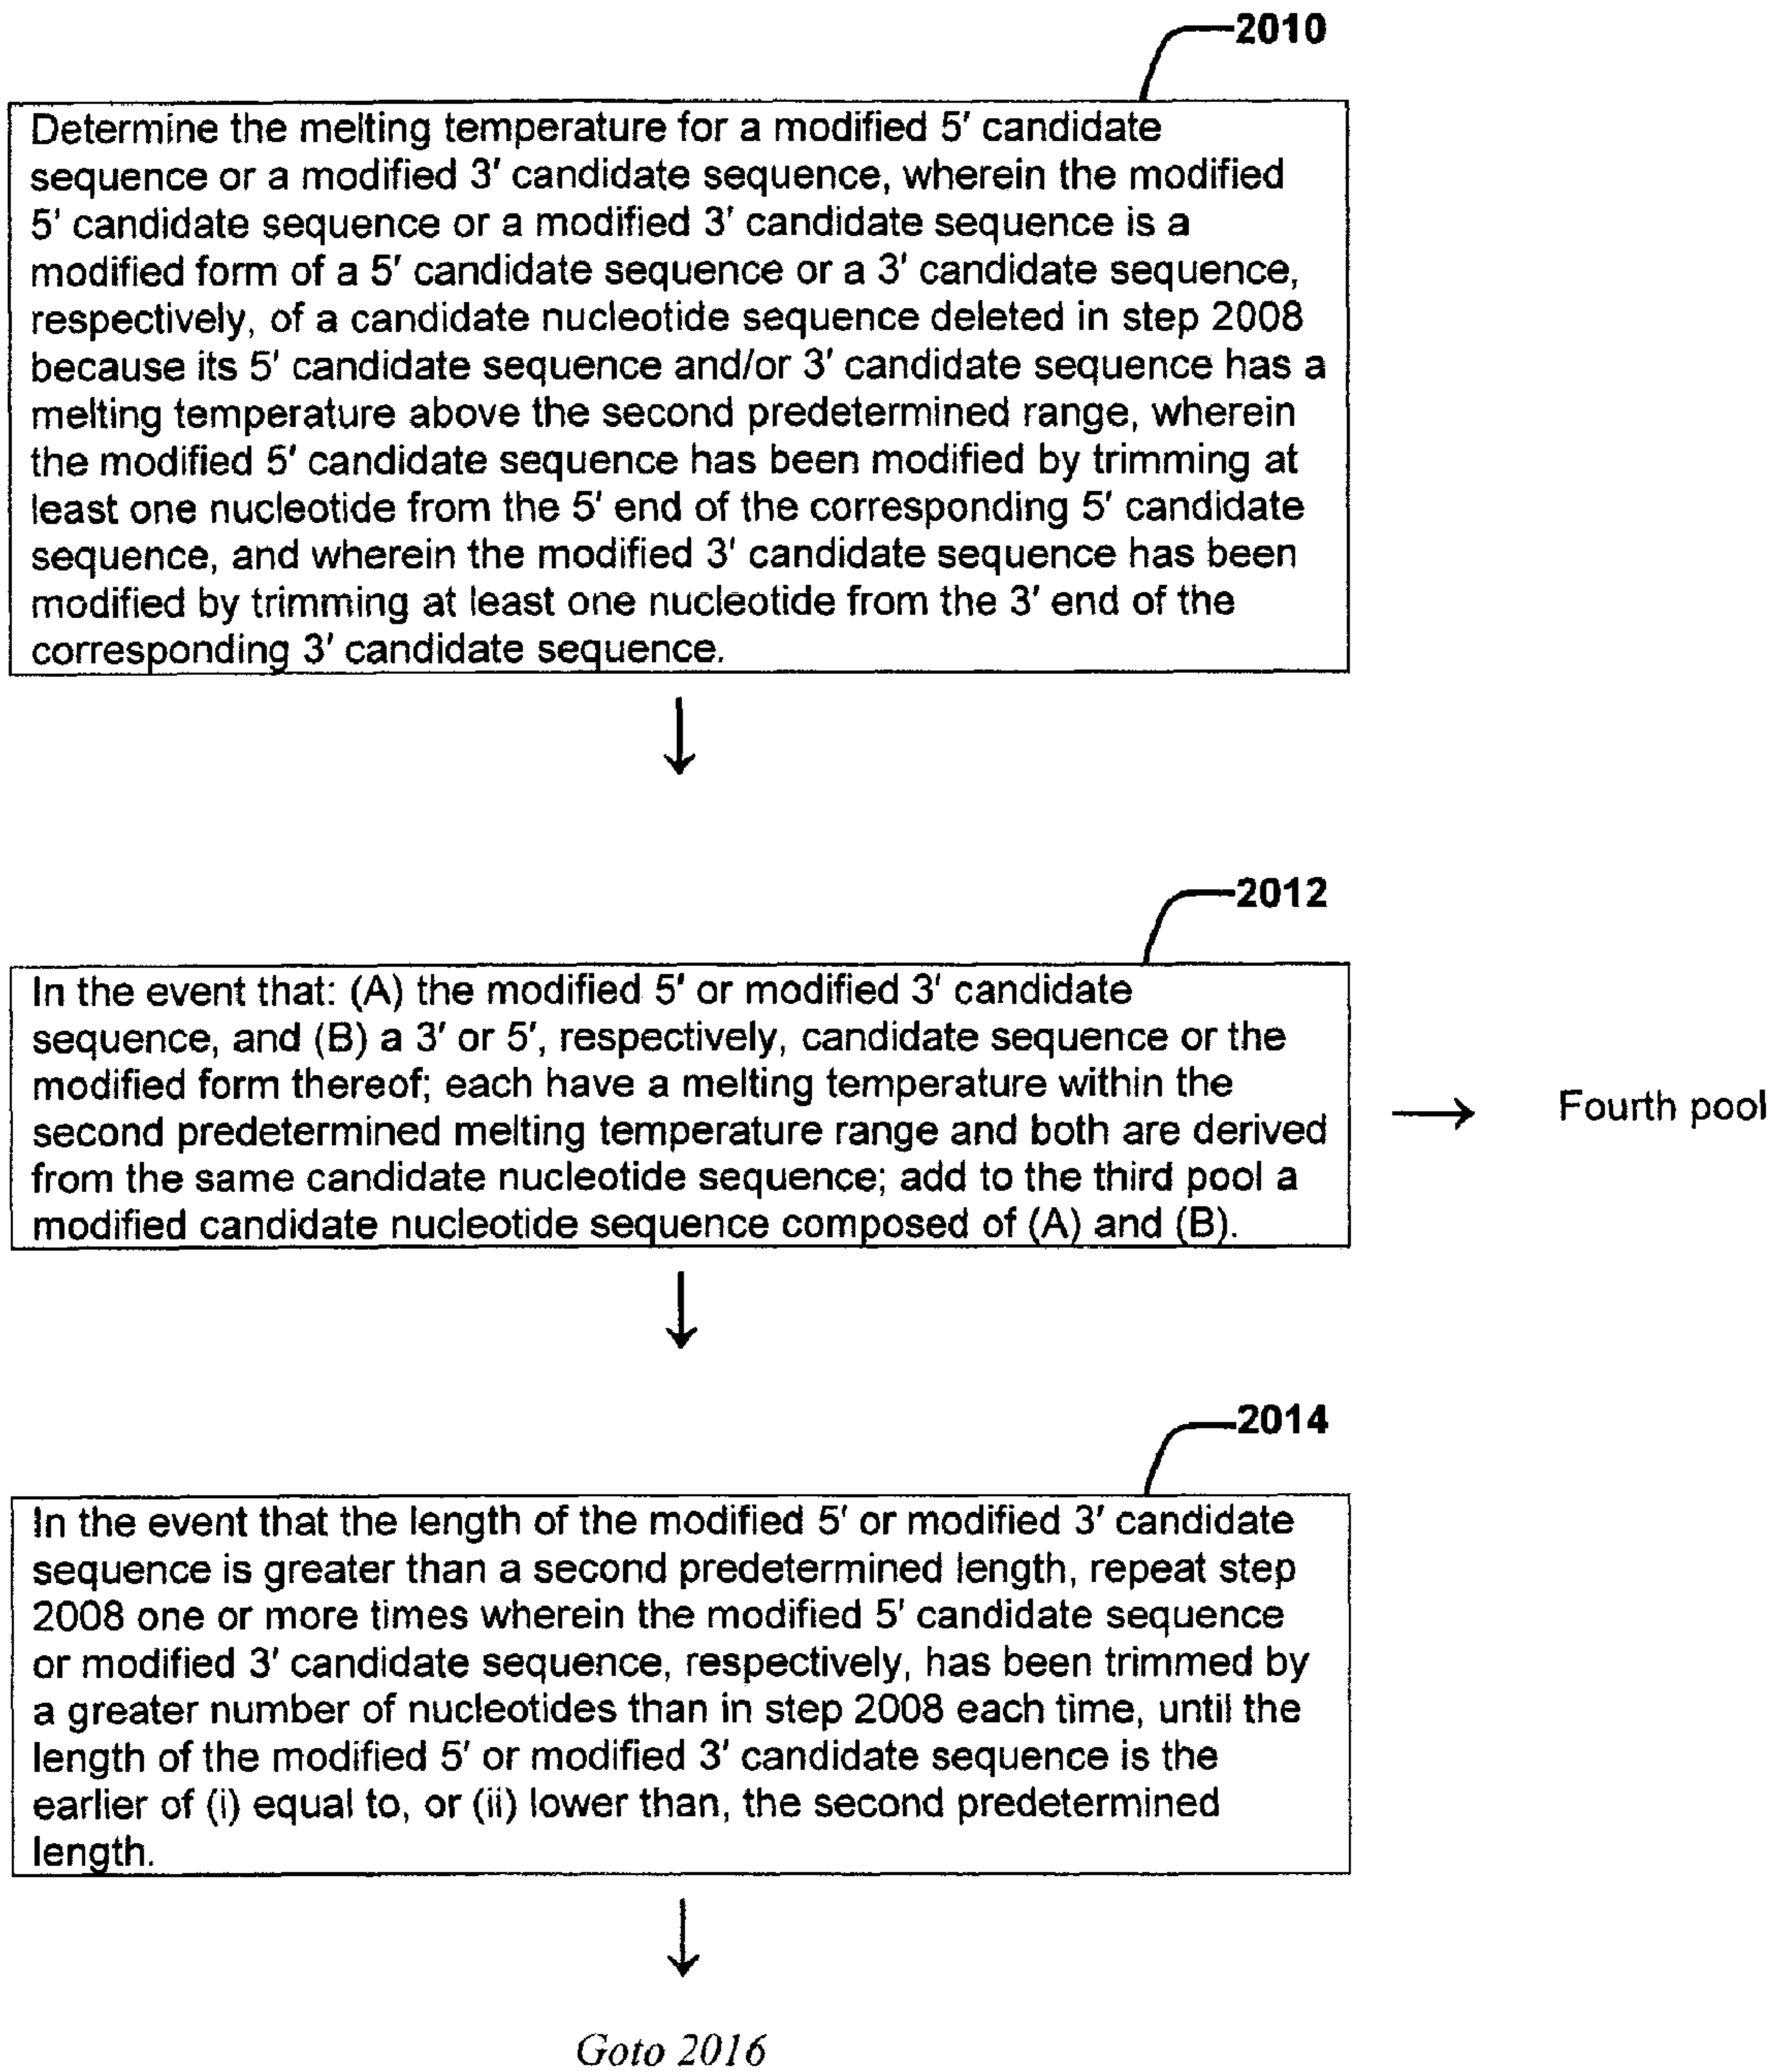 2010
Determine the melting temperature for a modified 5′ candidate
sequence or a modified 3′ candidate sequence, wherein the modified
5′ candidate sequence or a modified 3′ candidate sequence is a
modified form of a 5′ candidate sequence or a 3′ candidate sequence,
respectively, of a candidate nucleotide sequence deleted in step 2008
because its 5′ candidate sequence and/or 3′ candidate sequence has a
melting temperature above the second predetermined range, wherein
the modified 5′ candidate sequence has been modified by trimming at
least one nucleotide from the 5′ end of the corresponding 5′ candidate
sequence, and wherein the modified 3′ candidate sequence has been
modified by trimming at least one nucleotide from the 3′ end of the
corresponding 3′ candidate sequence.
2012
In the event that: (A) the modified 5′ or modified 3′ candidate
sequence, and (B) a 3′ or 5′, respectively, candidate sequence or the
modified form thereof; each have a melting temperature within the
second predetermined melting temperature range and both are derived
from the same candidate nucleotide sequence; add to the third pool a
modified candidate nucleotide sequence composed of (A) and (B).
Fourth pool
2014
In the event that the length of the modified 5′ or modified 3′ candidate
sequence is greater than a second predetermined length, repeat step
2008 one or more times wherein the modified 5′ candidate sequence
or modified 3′ candidate sequence, respectively, has been trimmed by
a greater number of nucleotides than in step 2008 each time, until the
length of the modified 5′ or modified 3′ candidate sequence is the
earlier of (i) equal to, or (ii) lower than, the second predetermined
length.
Goto 2016